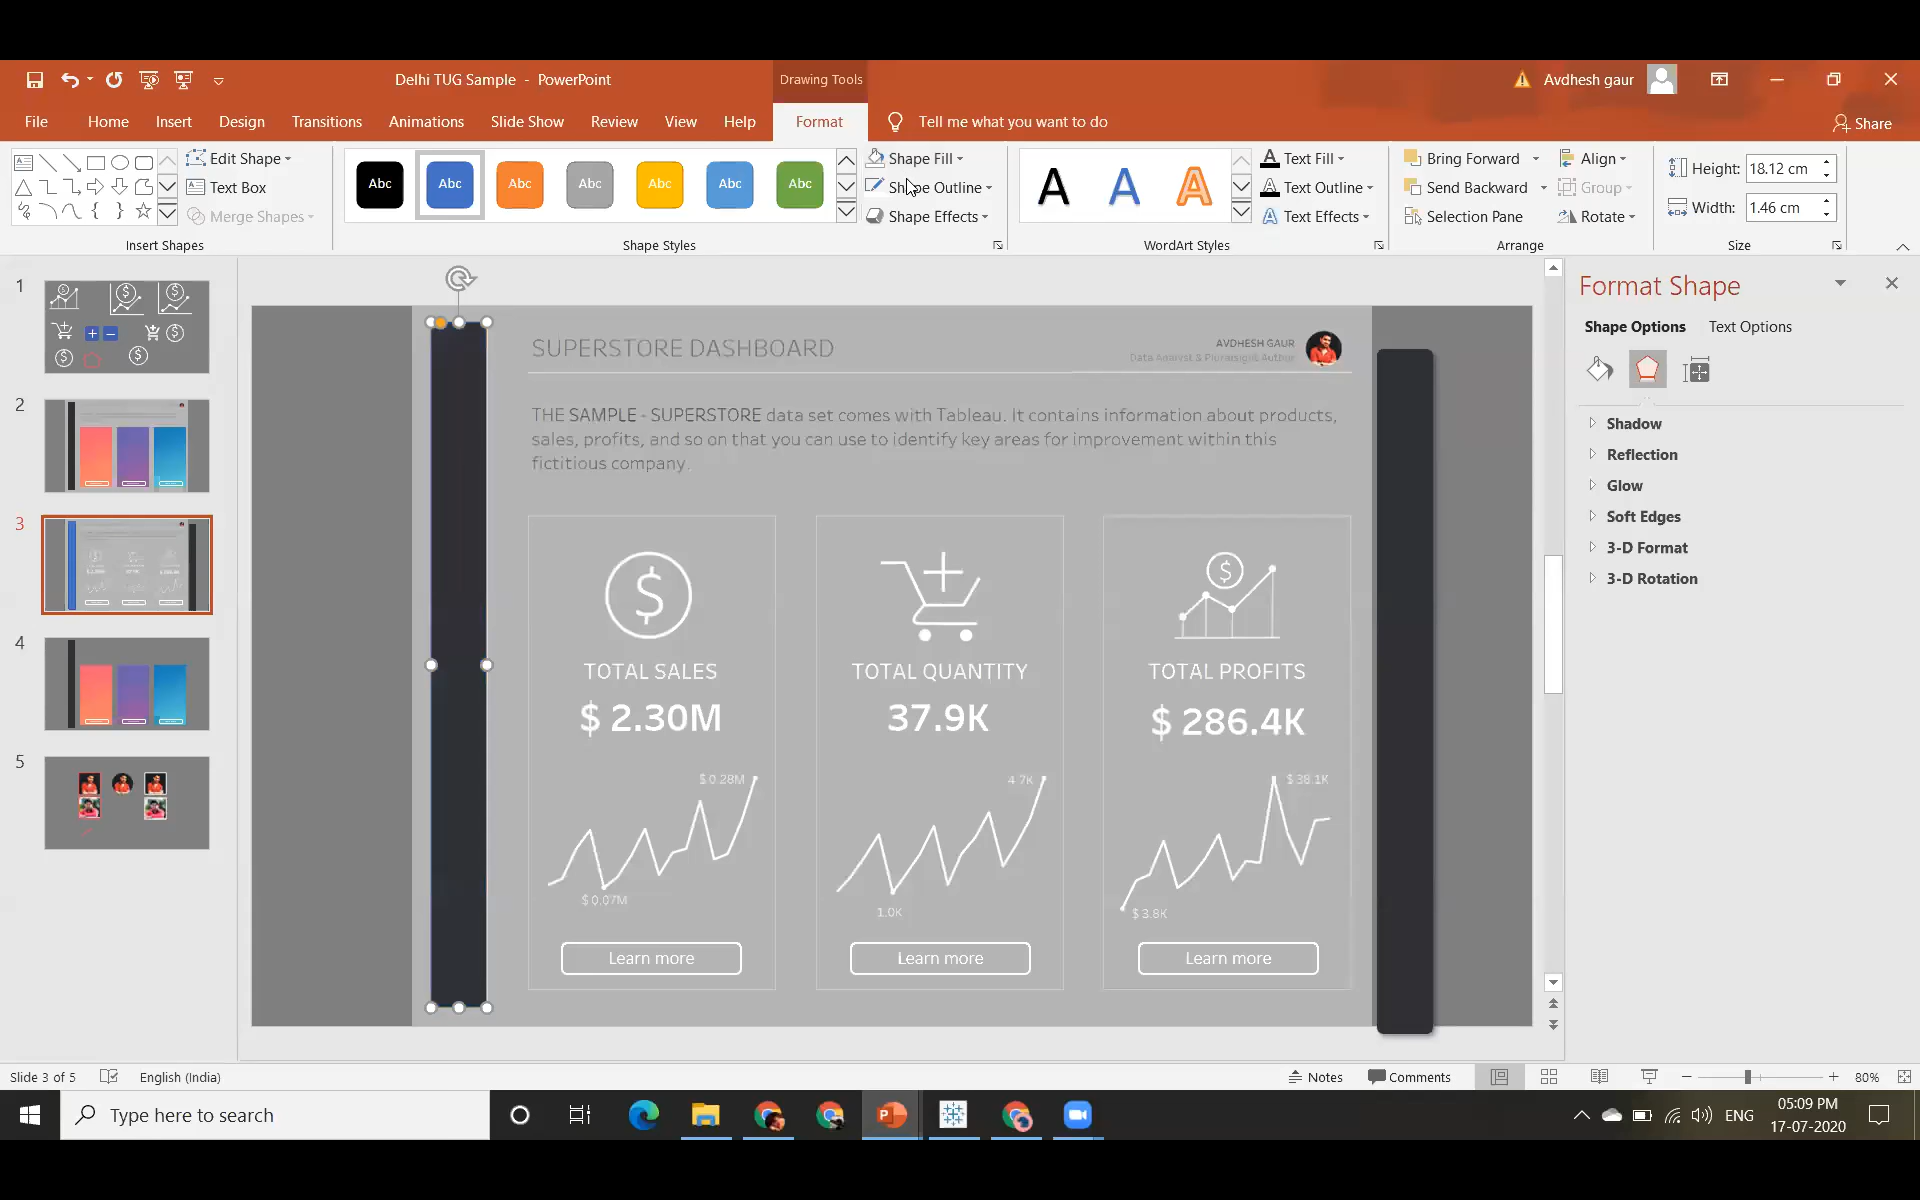 Delhi TUG Sample - PowerPoint
Drawing Tools
Avdhesh gaur
File Home Insert Design Transitions Animations Slide Show Review View Help Format Tell me what you want to do
Share
Edit Shape
Text Box
Merge Shapes
Insert Shapes
Abc Abc Abc Abc Abc Abc Abc
Shape Styles
Shape Fill
Shape Outline
Shape Effects
A A A
WordArt Styles
Text Fill
Text Outline
Text Effects
Bring Forward
Send Backward
Selection Pane
Align
Group
Rotate
Arrange
Height: 18.12 cm
Width: 1.46 cm
Size
1
2
3
4
5
SUPERSTORE DASHBOARD
AVDHESH GAUR
Data Analyst & Pluralsight Author
THE SAMPLE - SUPERSTORE data set comes with Tableau. It contains information about products,
sales, profits, and so on that you can use to identify key areas for improvement within this
fictitious company.
TOTAL SALES
$ 2.30M
$ 0.28M
$ 0.07M
Learn more
TOTAL QUANTITY
37.9K
4.7K
1.0K
Learn more
TOTAL PROFITS
$ 286.4K
$ 38.1K
$ 3.8K
Learn more
Format Shape
Shape Options Text Options
Shadow
Reflection
Glow
Soft Edges
3-D Format
3-D Rotation
Slide 3 of 5 English (India)
Notes Comments 80%
Type here to search
ENG
05:09 PM
17-07-2020